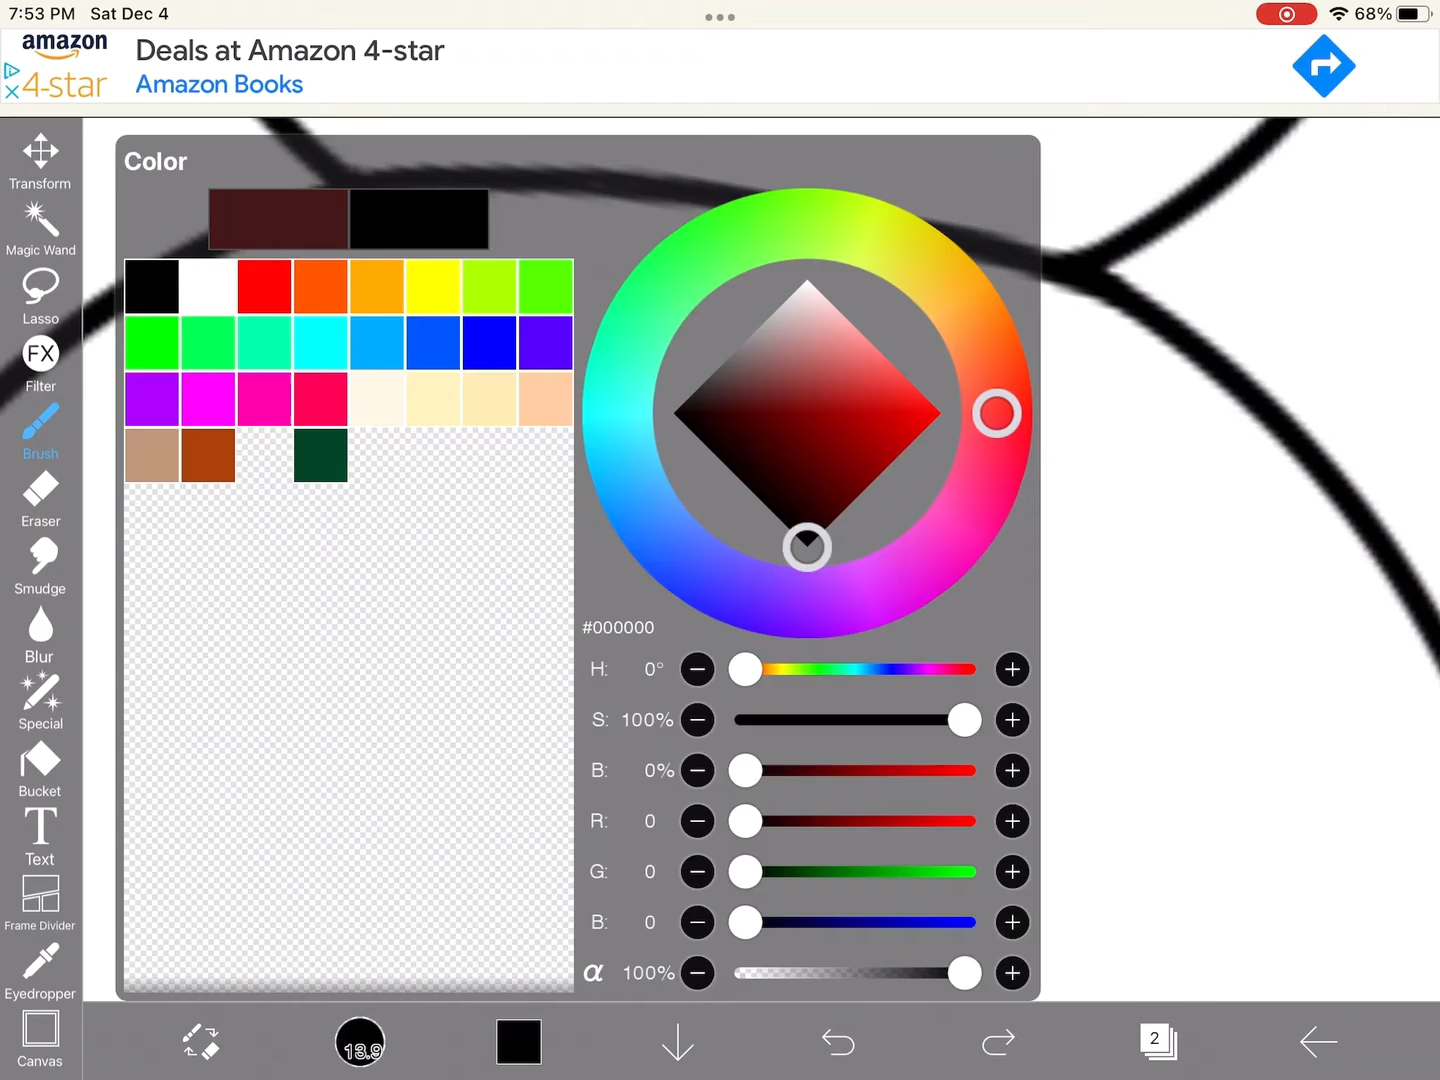 7:53 PM Sat Dec 4
68%
amazon
4-star
Deals at Amazon 4-star
Amazon Books
Transform
Magic Wand
Lasso
FX
Filter
Brush
Eraser
Smudge
Blur
Special
Bucket
T
Text
Frame Divider
Eyedropper
Canvas
Color
#000000
H: 0°
S: 100%
B: 0%
R: 0
G: 0
B: 0
α 100%
13.9
2